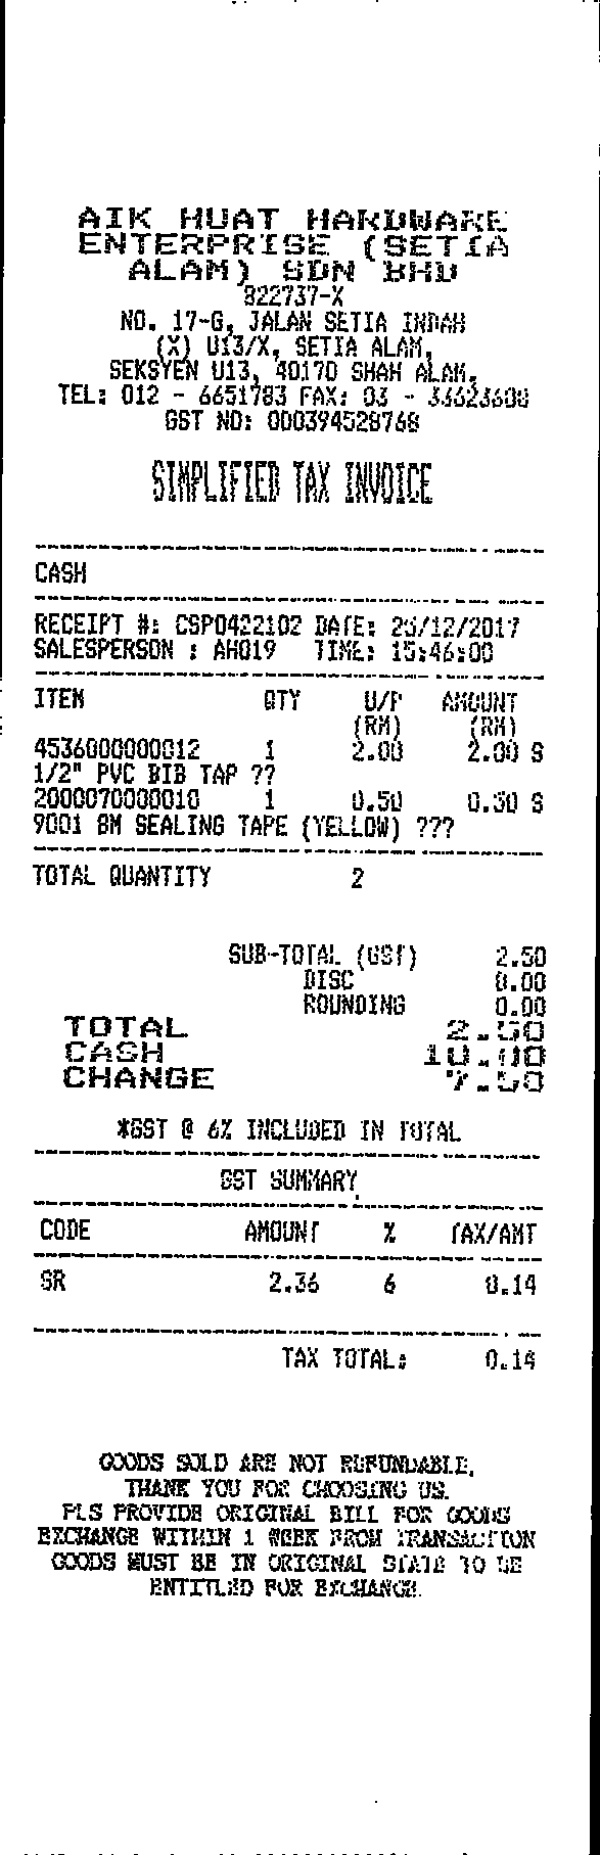 AIK HUAT HARDWARE
ENTERPRISE (SETIA
ALAM) SDN BHD
822737-X
NO. 17-G, JALAN SETIA INDAH
(X) U13/X, SETIA ALAM,
SEKSYEN U13, 40170 SHAH ALAM,
TEL: 012 - 6651783 FAX: 03 - 33623608
GST NO: 000394528768
SIMPLIFIED TAX INVOICE
CASH
RECEIPT #: CSP0422102 DATE: /12/2017
SALESPERSON : AH019 TIME: 15:46:00
ITEM QTY U/P AMOUNT
(RM) (RM)
4536000000012 1 2.00 2.00 S
1/2" PVC BIB TAP ??
2000070000010 1 0.50 0.50 S
9001 8M SEALING TAPE (YELLOW) ???
TOTAL QUANTITY 2
SUB-TOTAL (GST) 2.50
DISC 0.00
ROUNDING 0.00
TOTAL 2.50
CASH 10.00
CHANGE 7.50
*GST @ 6% INCLUDED IN TOTAL
GST SUMMARY
CODE AMOUNT % TAX/AMT
SR 2.36 6 0.14
TAX TOTAL: 0.14
GOODS SOLD ARE NOT REFUNDABLE,
THANK YOU FOR CHOOSING US.
PLS PROVIDE ORIGINAL BILL FOR GOODS
EXCHANGE WITHIN 1 WEEK FROM TRANSACTION
GOODS MUST BE IN ORIGINAL STATE TO BE
ENTITLED FOR EXCHANGE.